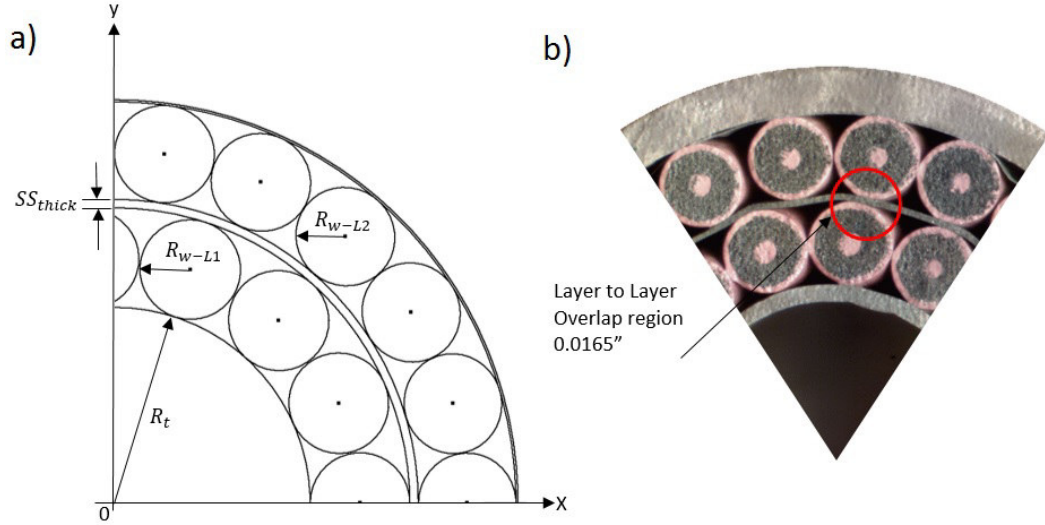 a)
y
SS_thick
R_w-L2
R_w-L1
R_t
0
X
b)
Layer to Layer
Overlap region
0.0165”